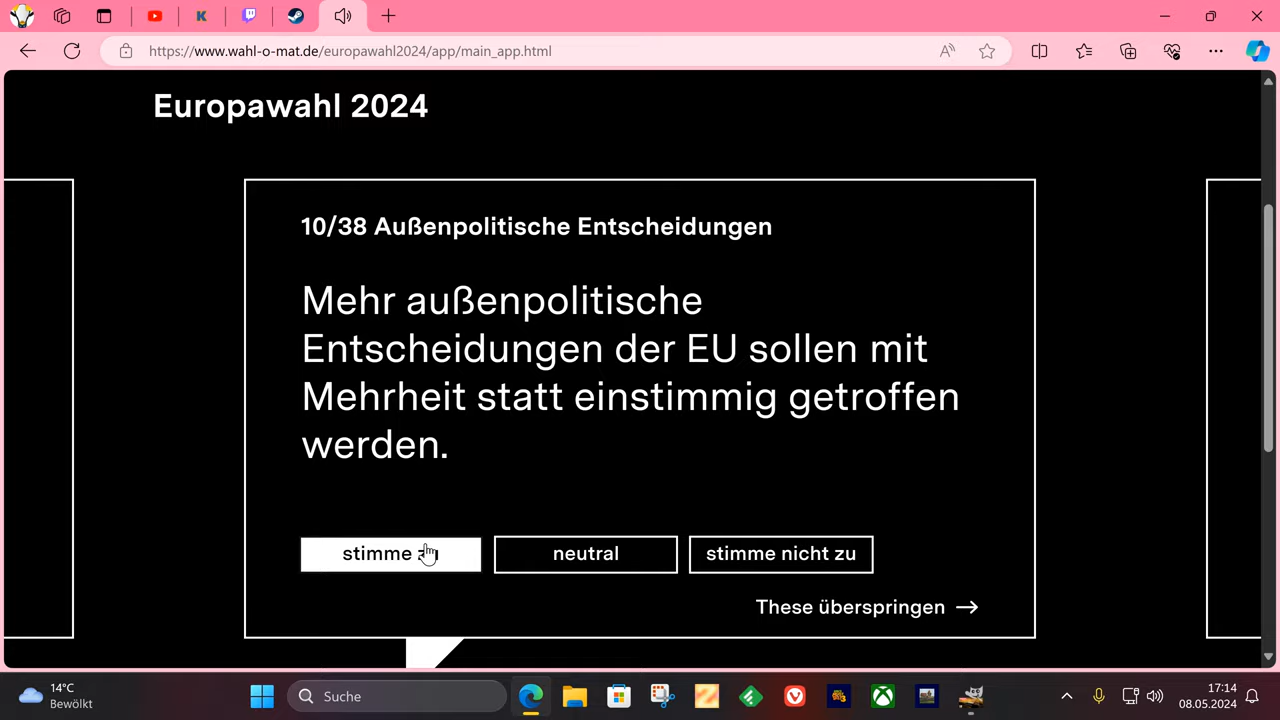 https://www.wahl-o-mat.de/europawahl2024/app/main_app.html
Europawahl 2024
10/38 Außenpolitische Entscheidungen
Mehr außenpolitische
Entscheidungen der EU sollen mit
Mehrheit statt einstimmig getroffen
werden.
stimme zu
neutral
stimme nicht zu
These überspringen
14°C
Bewölkt
Suche
17:14
08.05.2024